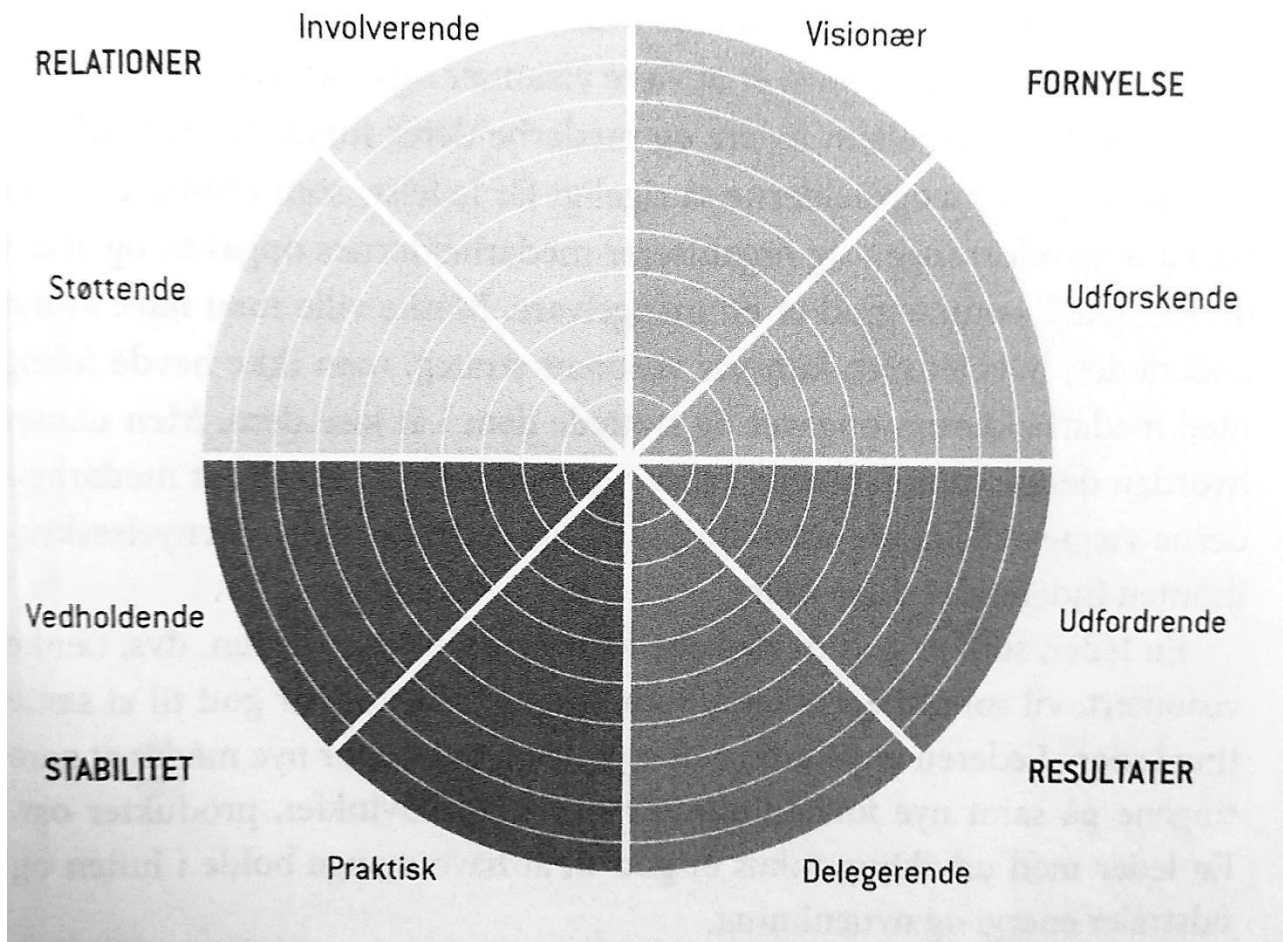 Involverende
Visionær
RELATIONER
FORNYELSE
Støttende
Udforskende
Vedholdende
Udfordrende
STABILITET
RESULTATER
Praktisk
Delegerende